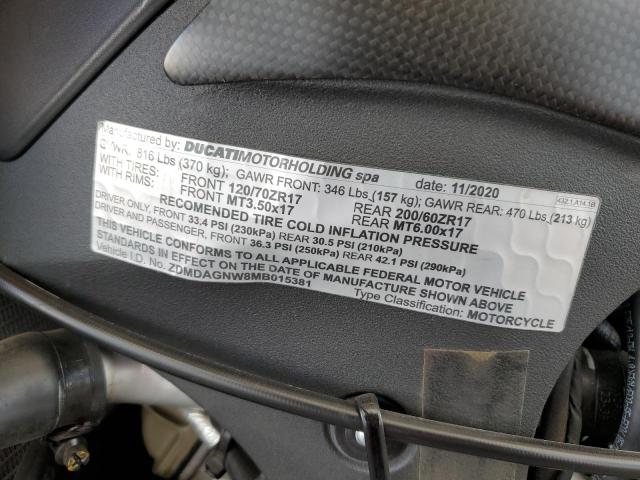 Manufactured by: DUCATIMOTORHOLDING spa date: 11/2020
GVWR: 816 Lbs (370 kg); GAWR FRONT: 346 Lbs.(157 kg); GAWR REAR: 470 Lbs.(213 kg)
WITH TIRES: FRONT 120/70ZR17 REAR 200/60ZR17
WITH RIMS: FRONT MT3.50x17 REAR MT6.00x17
RECOMENDED TIRE COLD INFLATION PRESSURE
DRIVER ONLY, FRONT 33.4 PSI (230kPa) REAR 30.5 PSI (210kPa)
DRIVER AND PASSENGER, FRONT 36.3 PSI (250kPa) REAR 42.1 PSI (290kPa)
THIS VEHICLE CONFORMS TO ALL APPLICABLE FEDERAL MOTOR VEHICLE
STANDARDS IN EFFECT ON THE DATE OF MANUFACTURE SHOWN ABOVE
Vehicle I.D. No. ZDMDAGNW8MB015381
Type Classification: MOTORCYCLE